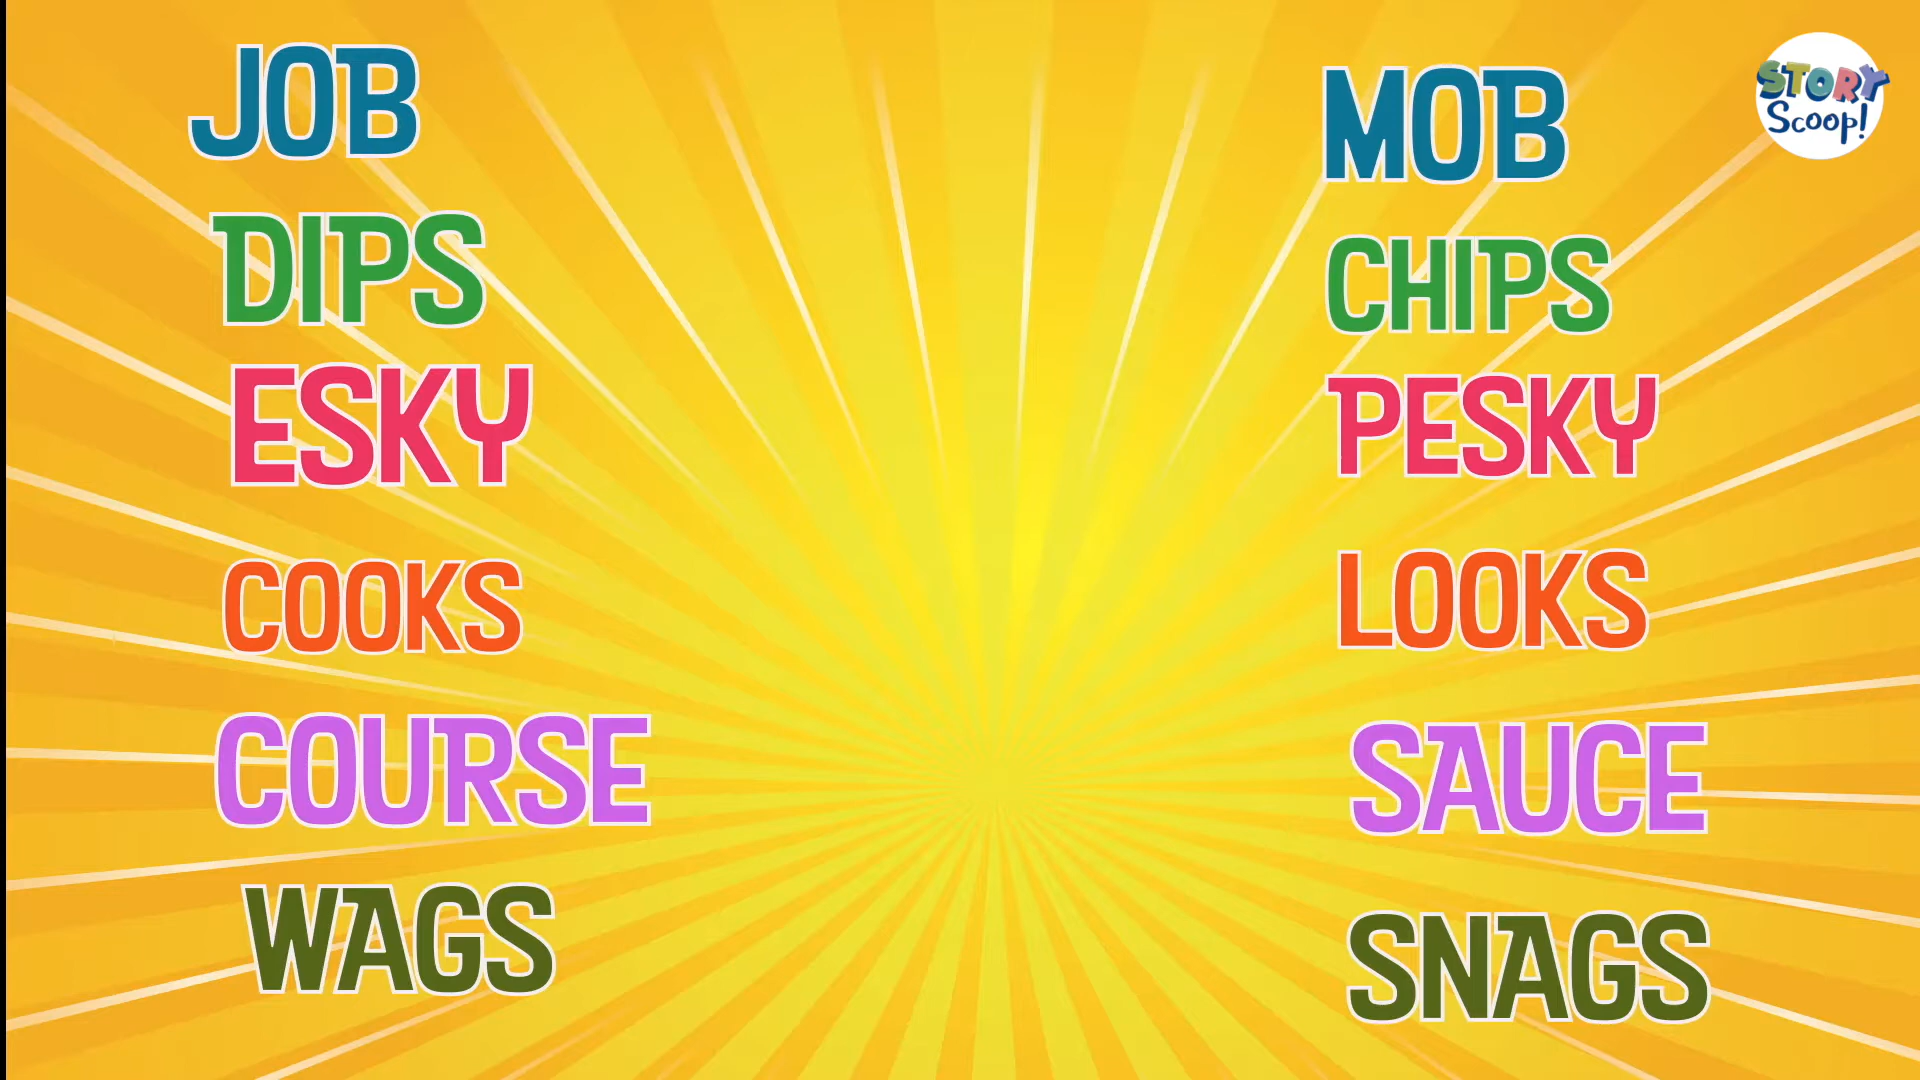 JOB MOB
DIPS CHIPS
ESKY PESKY
COOKS LOOKS
COURSE SAUCE
WAGS SNAGS
STORY
Scoop!